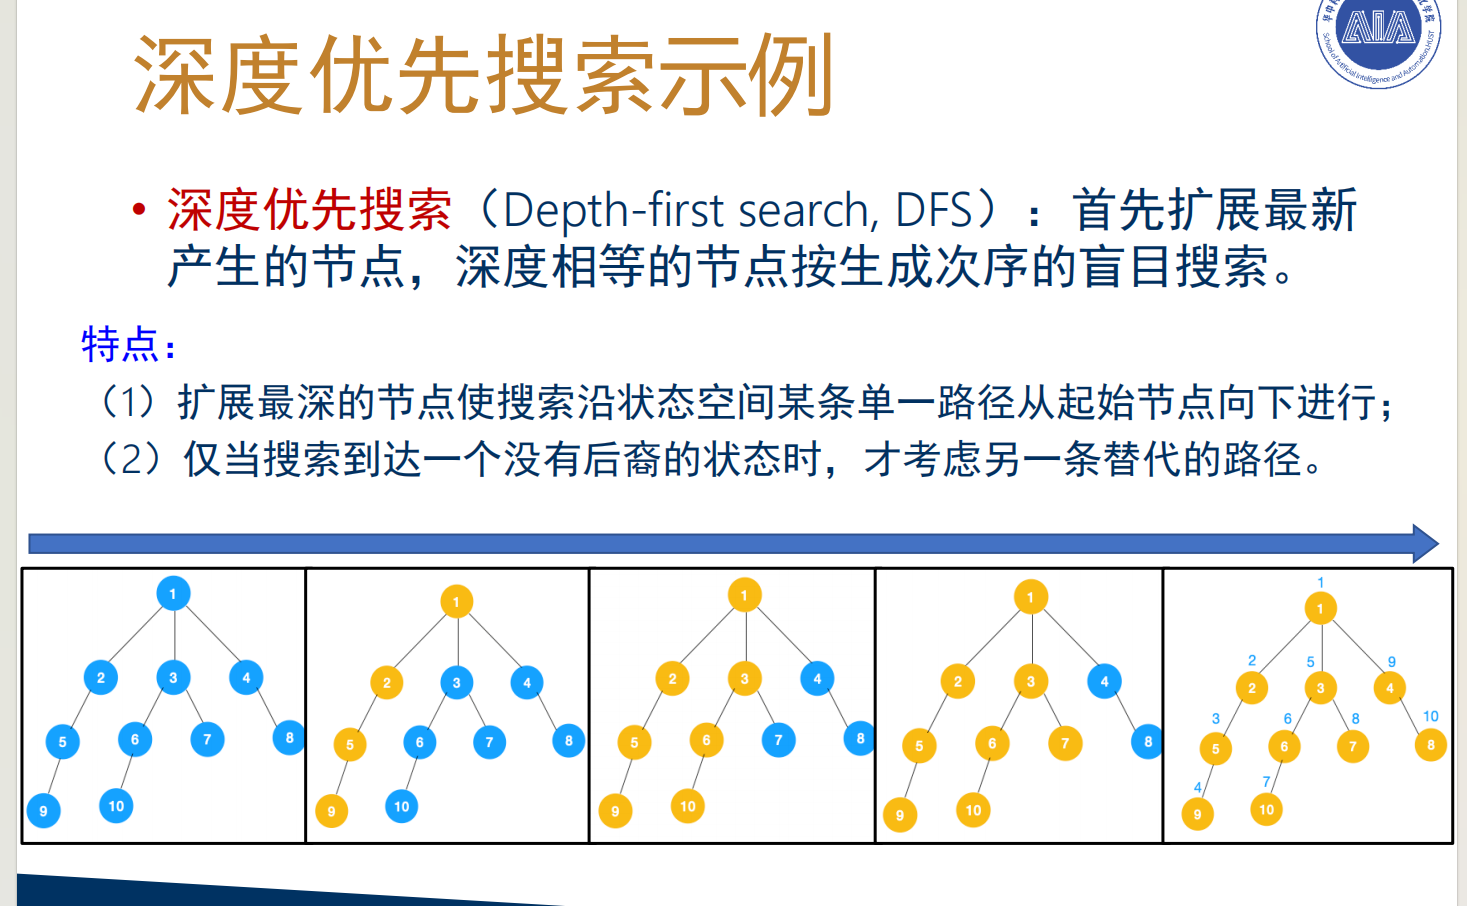 深度优先搜索示例
AIA
School of Artificial Intelligence and Automation, HUST
• 深度优先搜索（Depth-first search, DFS）：首先扩展最新
产生的节点，深度相等的节点按生成次序的盲目搜索。
特点：
（1）扩展最深的节点使搜索沿状态空间某条单一路径从起始节点向下进行；
（2）仅当搜索到达一个没有后裔的状态时，才考虑另一条替代的路径。
1
2 3 4
5 6 7 8
9 10
1
2 3 4
5 6 7 8
9 10
1
2 3 4
5 6 7 8
9 10
1
2 3 4
5 6 7 8
9 10
1
1
2 5 9
2 3 4
3 6 8 10
5 6 7 8
4 7
9 10